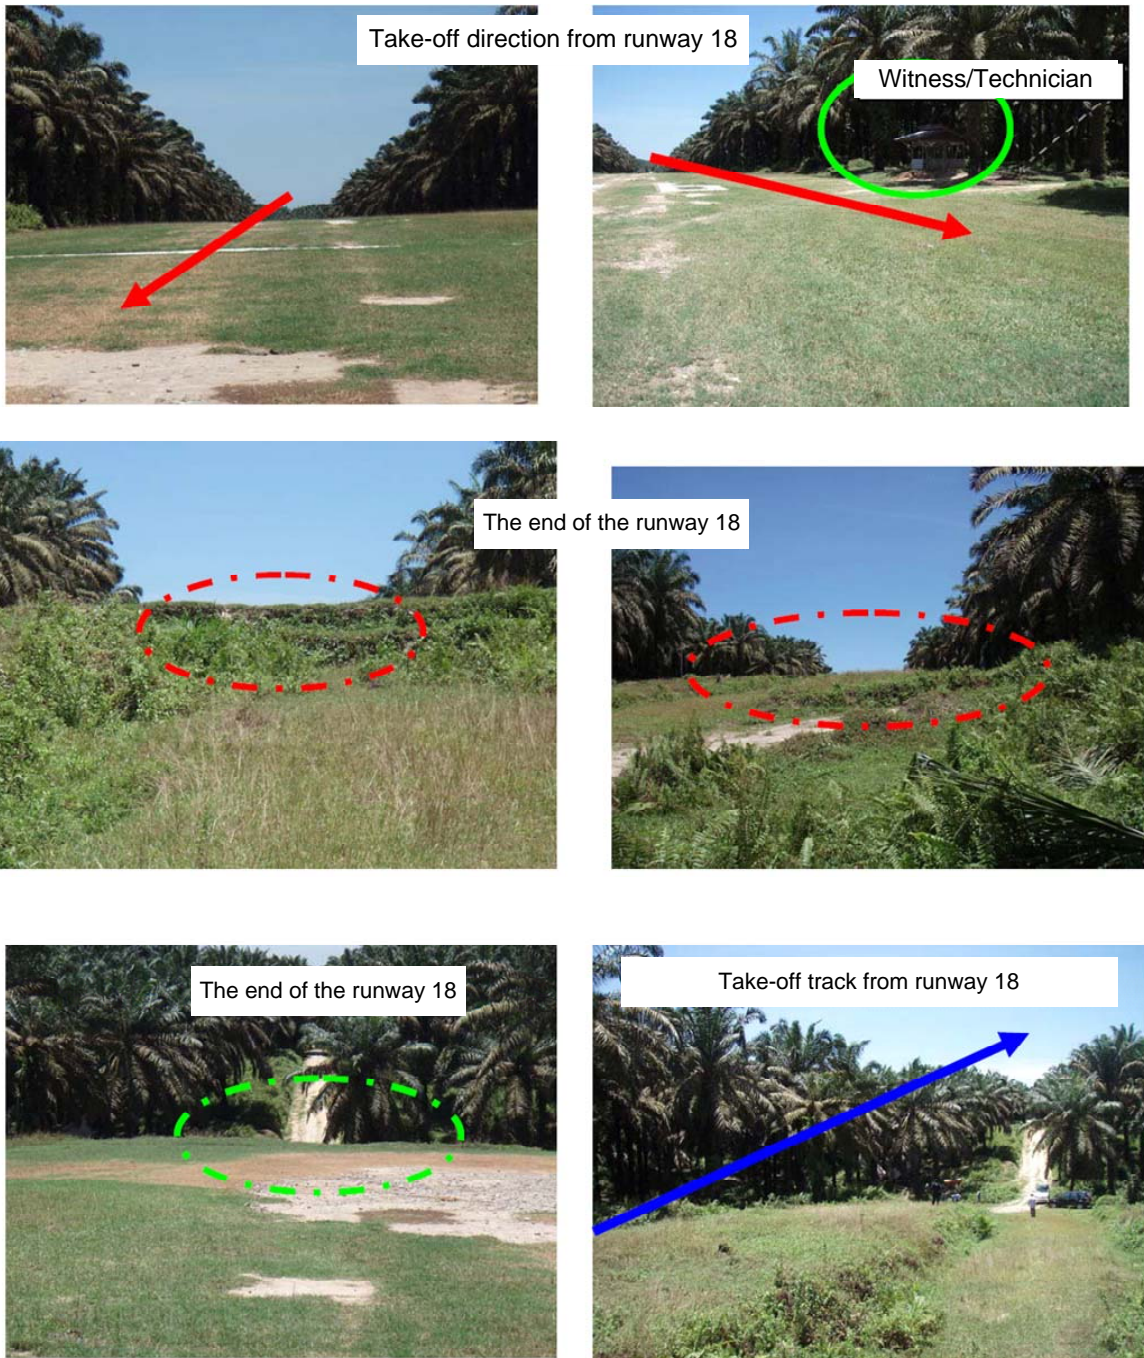 Take-off direction from runway 18
Witness/Technician
The end of the runway 18
The end of the runway 18
Take-off track from runway 18